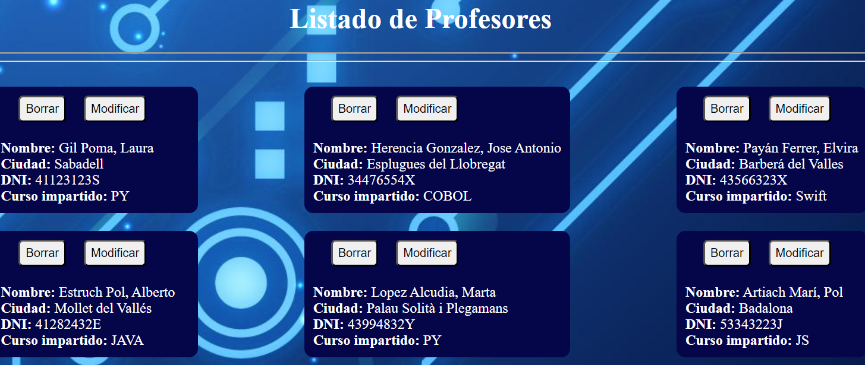 Listado de Profesores
Borrar Modificar
Nombre: Gil Poma, Laura
Ciudad: Sabadell
DNI: 41123123S
Curso impartido: PY
Borrar Modificar
Nombre: Herencia Gonzalez, Jose Antonio
Ciudad: Esplugues del Llobregat
DNI: 34476554X
Curso impartido: COBOL
Borrar Modificar
Nombre: Payán Ferrer, Elvira
Ciudad: Barberá del Valles
DNI: 43566323X
Curso impartido: Swift
Borrar Modificar
Nombre: Estruch Pol, Alberto
Ciudad: Mollet del Vallés
DNI: 41282432E
Curso impartido: JAVA
Borrar Modificar
Nombre: Lopez Alcudia, Marta
Ciudad: Palau Solità i Plegamans
DNI: 43994832Y
Curso impartido: PY
Borrar Modificar
Nombre: Artiach Marí, Pol
Ciudad: Badalona
DNI: 53343223J
Curso impartido: JS